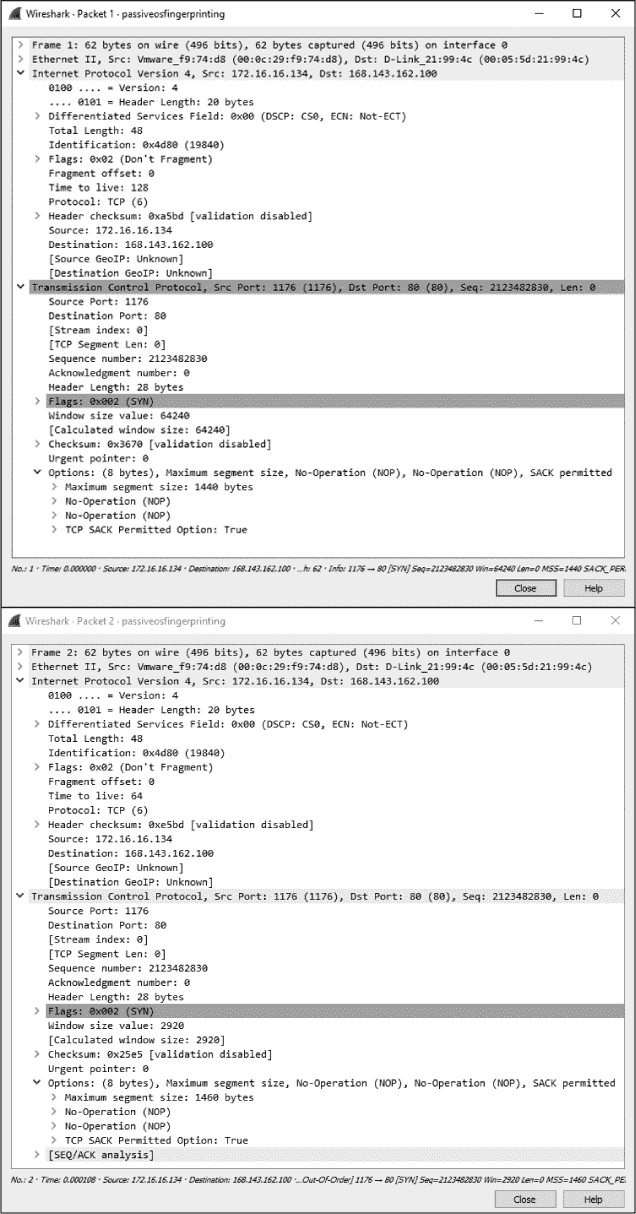 Wireshark · Packet 1 · passiveosfingerprinting
Frame 1: 62 bytes on wire (496 bits), 62 bytes captured (496 bits) on interface 0
Ethernet II, Src: Vmware_f9:74:d8 (00:0c:29:f9:74:d8), Dst: D-Link_21:99:4c (00:05:5d:21:99:4c)
Internet Protocol Version 4, Src: 172.16.16.134, Dst: 168.143.162.100
0100 .... = Version: 4
.... 0101 = Header Length: 20 bytes
Differentiated Services Field: 0x00 (DSCP: CS0, ECN: Not-ECT)
Total Length: 48
Identification: 0x4d80 (19840)
Flags: 0x02 (Don't Fragment)
Fragment offset: 0
Time to live: 128
Protocol: TCP (6)
Header checksum: 0xa5bd [validation disabled]
Source: 172.16.16.134
Destination: 168.143.162.100
[Source GeoIP: Unknown]
[Destination GeoIP: Unknown]
Transmission Control Protocol, Src Port: 1176 (1176), Dst Port: 80 (80), Seq: 2123482830, Len: 0
Source Port: 1176
Destination Port: 80
[Stream index: 0]
[TCP Segment Len: 0]
Sequence number: 2123482830
Acknowledgment number: 0
Header Length: 28 bytes
Flags: 0x002 (SYN)
Window size value: 64240
[Calculated window size: 64240]
Checksum: 0x3670 [validation disabled]
Urgent pointer: 0
Options: (8 bytes), Maximum segment size, No-Operation (NOP), No-Operation (NOP), SACK permitted
Maximum segment size: 1440 bytes
No-Operation (NOP)
No-Operation (NOP)
TCP SACK Permitted Option: True
No.: 1 · Time: 0.000000 · Source: 172.16.16.134 · Destination: 168.143.162.100 · ...h: 62 · Info: 1176 → 80 [SYN] Seq=2123482830 Win=64240 Len=0 MSS=1440 SACK_PER
Close Help
Wireshark · Packet 2 · passiveosfingerprinting
Frame 2: 62 bytes on wire (496 bits), 62 bytes captured (496 bits) on interface 0
Ethernet II, Src: Vmware_f9:74:d8 (00:0c:29:f9:74:d8), Dst: D-Link_21:99:4c (00:05:5d:21:99:4c)
Internet Protocol Version 4, Src: 172.16.16.134, Dst: 168.143.162.100
0100 .... = Version: 4
.... 0101 = Header Length: 20 bytes
Differentiated Services Field: 0x00 (DSCP: CS0, ECN: Not-ECT)
Total Length: 48
Identification: 0x4d80 (19840)
Flags: 0x02 (Don't Fragment)
Fragment offset: 0
Time to live: 64
Protocol: TCP (6)
Header checksum: 0xe5bd [validation disabled]
Source: 172.16.16.134
Destination: 168.143.162.100
[Source GeoIP: Unknown]
[Destination GeoIP: Unknown]
Transmission Control Protocol, Src Port: 1176 (1176), Dst Port: 80 (80), Seq: 2123482830, Len: 0
Source Port: 1176
Destination Port: 80
[Stream index: 0]
[TCP Segment Len: 0]
Sequence number: 2123482830
Acknowledgment number: 0
Header Length: 28 bytes
Flags: 0x002 (SYN)
Window size value: 2920
[Calculated window size: 2920]
Checksum: 0x25e5 [validation disabled]
Urgent pointer: 0
Options: (8 bytes), Maximum segment size, No-Operation (NOP), No-Operation (NOP), SACK permitted
Maximum segment size: 1460 bytes
No-Operation (NOP)
No-Operation (NOP)
TCP SACK Permitted Option: True
[SEQ/ACK analysis]
No.: 2 · Time: 0.000108 · Source: 172.16.16.134 · Destination: 168.143.162.100 ·...Out-Of-Order] 1176 → 80 [SYN] Seq=2123482830 Win=2920 Len=0 MSS=1460 SACK_PE
Close Help